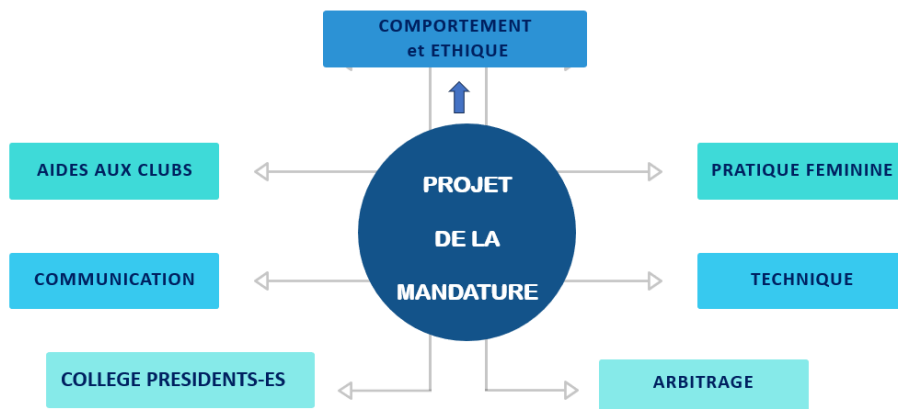 COMPORTEMENT
et ETHIQUE
AIDES AUX CLUBS
PRATIQUE FEMININE
PROJET
DE LA
MANDATURE
COMMUNICATION
TECHNIQUE
COLLEGE PRESIDENTS-ES
ARBITRAGE